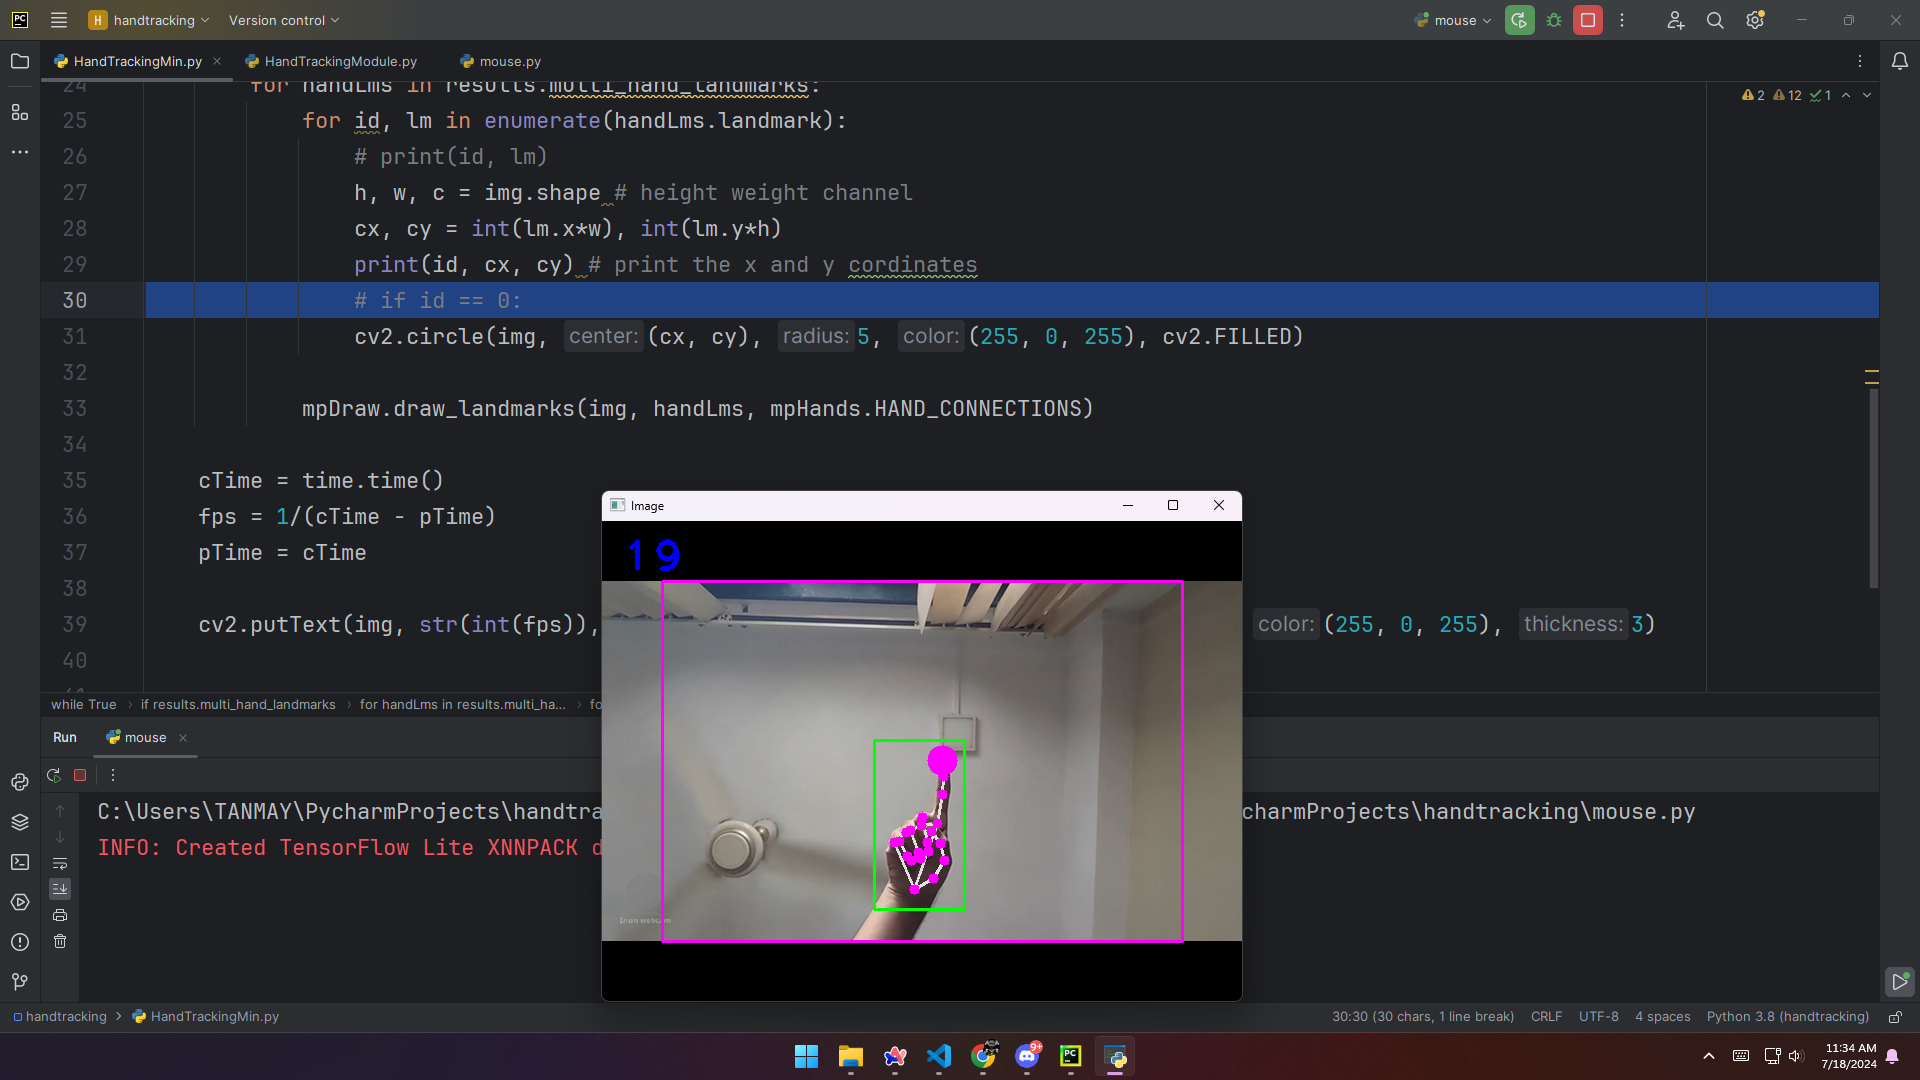 PC H handtracking Version control mouse
HandTrackingMin.py HandTrackingModule.py mouse.py
24 for handLms in results.multi_hand_landmarks: 2 12 1
25 for id, lm in enumerate(handLms.landmark):
26 # print(id, lm)
27 h, w, c = img.shape # height weight channel
28 cx, cy = int(lm.x*w), int(lm.y*h)
29 print(id, cx, cy) # print the x and y cordinates
30 # if id == 0:
31 cv2.circle(img, center: (cx, cy), radius: 5, color: (255, 0, 255), cv2.FILLED)
32
33 mpDraw.draw_landmarks(img, handLms, mpHands.HAND_CONNECTIONS)
34
35 cTime = time.time()
36 fps = 1/(cTime - pTime)
37 pTime = cTime
38
39 cv2.putText(img, str(int(fps)), color: (255, 0, 255), thickness: 3)
40
while True › if results.multi_hand_landmarks › for handLms in results.multi_ha... › fo
Image
19
Iriun webcam
Run mouse
C:\Users\TANMAY\PycharmProjects\handtra
charmProjects\handtracking\mouse.py
INFO: Created TensorFlow Lite XNNPACK d
handtracking › HandTrackingMin.py 30:30 (30 chars, 1 line break) CRLF UTF-8 4 spaces Python 3.8 (handtracking)
9+ PC
11:34 AM
7/18/2024